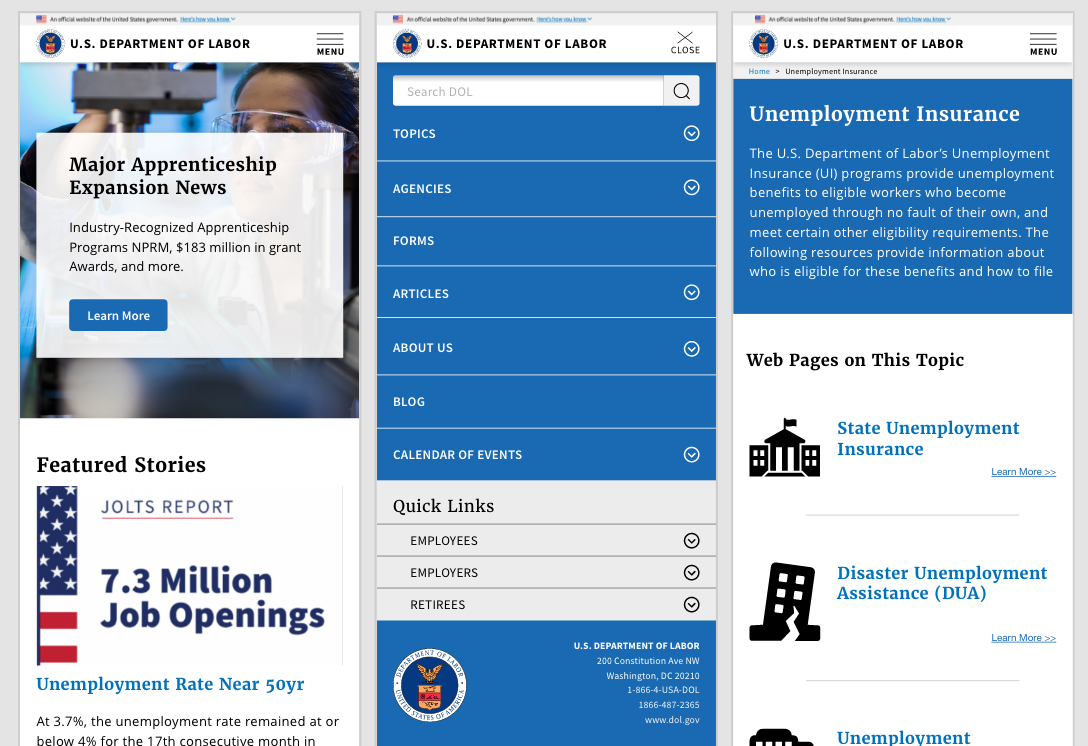 An official website of the United States government. Here's how you know
U.S. DEPARTMENT OF LABOR
MENU
Major Apprenticeship
Expansion News
Industry-Recognized Apprenticeship
Programs NPRM, $183 million in grant
Awards, and more.
Learn More
Featured Stories
JOLTS REPORT
7.3 Million
Job Openings
Unemployment Rate Near 50yr
At 3.7%, the unemployment rate remained at or
below 4% for the 17th consecutive month in
An official website of the United States government. Here's how you know
U.S. DEPARTMENT OF LABOR
CLOSE
Search DOL
TOPICS
AGENCIES
FORMS
ARTICLES
ABOUT US
BLOG
CALENDAR OF EVENTS
Quick Links
EMPLOYEES
EMPLOYERS
RETIREES
DEPARTMENT OF LABOR
UNITED STATES OF AMERICA
U.S. DEPARTMENT OF LABOR
200 Constitution Ave NW
Washington, DC 20210
1-866-4-USA-DOL
1866-487-2365
www.dol.gov
An official website of the United States government. Here's how you know
U.S. DEPARTMENT OF LABOR
MENU
Home > Unemployment Insurance
Unemployment Insurance
The U.S. Department of Labor's Unemployment
Insurance (UI) programs provide unemployment
benefits to eligible workers who become
unemployed through no fault of their own, and
meet certain other eligibility requirements. The
following resources provide information about
who is eligible for these benefits and how to file
Web Pages on This Topic
State Unemployment
Insurance
Learn More >>
Disaster Unemployment
Assistance (DUA)
Learn More >>
Unemployment